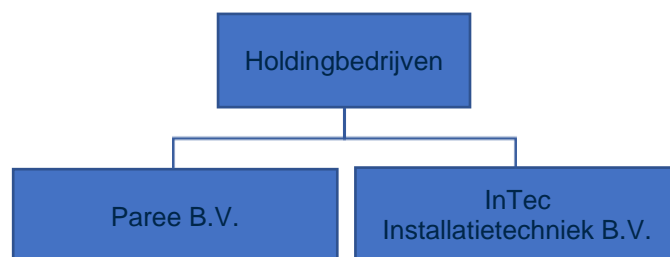 Holdingbedrijven
Paree B.V.
InTec
Installatietechniek B.V.